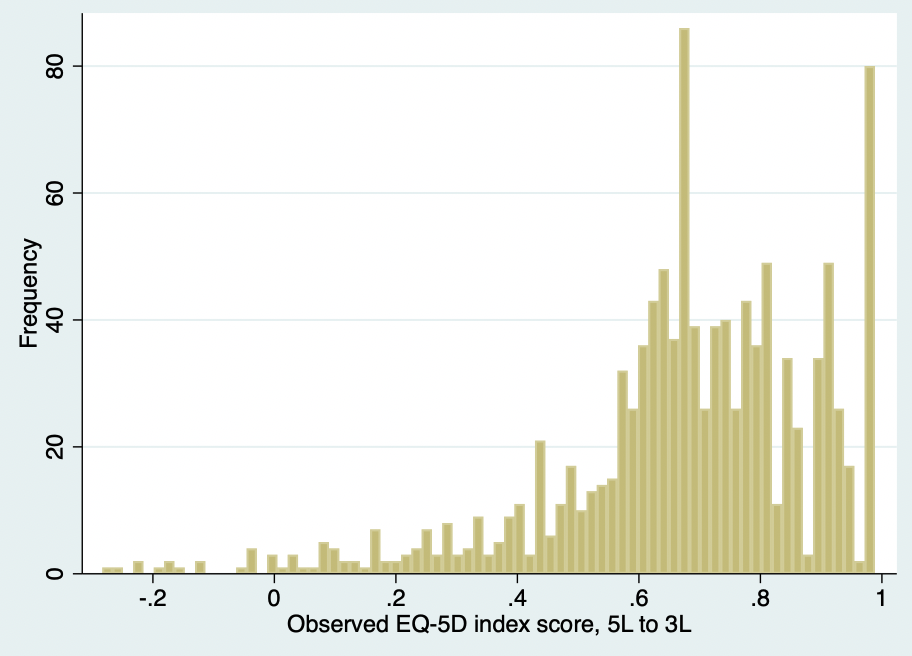 Frequency
80
60
40
20
0
-.2 0 .2 .4 .6 .8 1
Observed EQ-5D index score, 5L to 3L